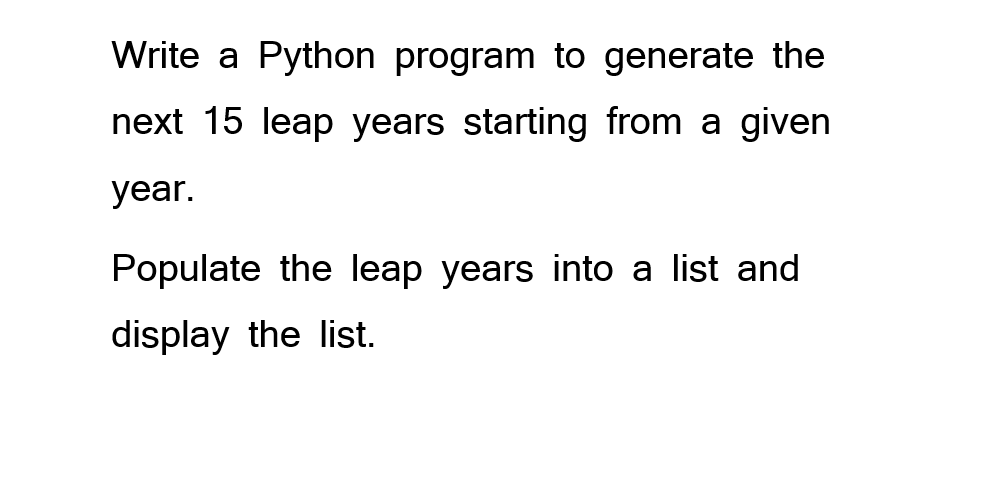 Write a Python program to generate the
next 15 leap years starting from a given
year.
Populate the leap years into a list and
display the list.